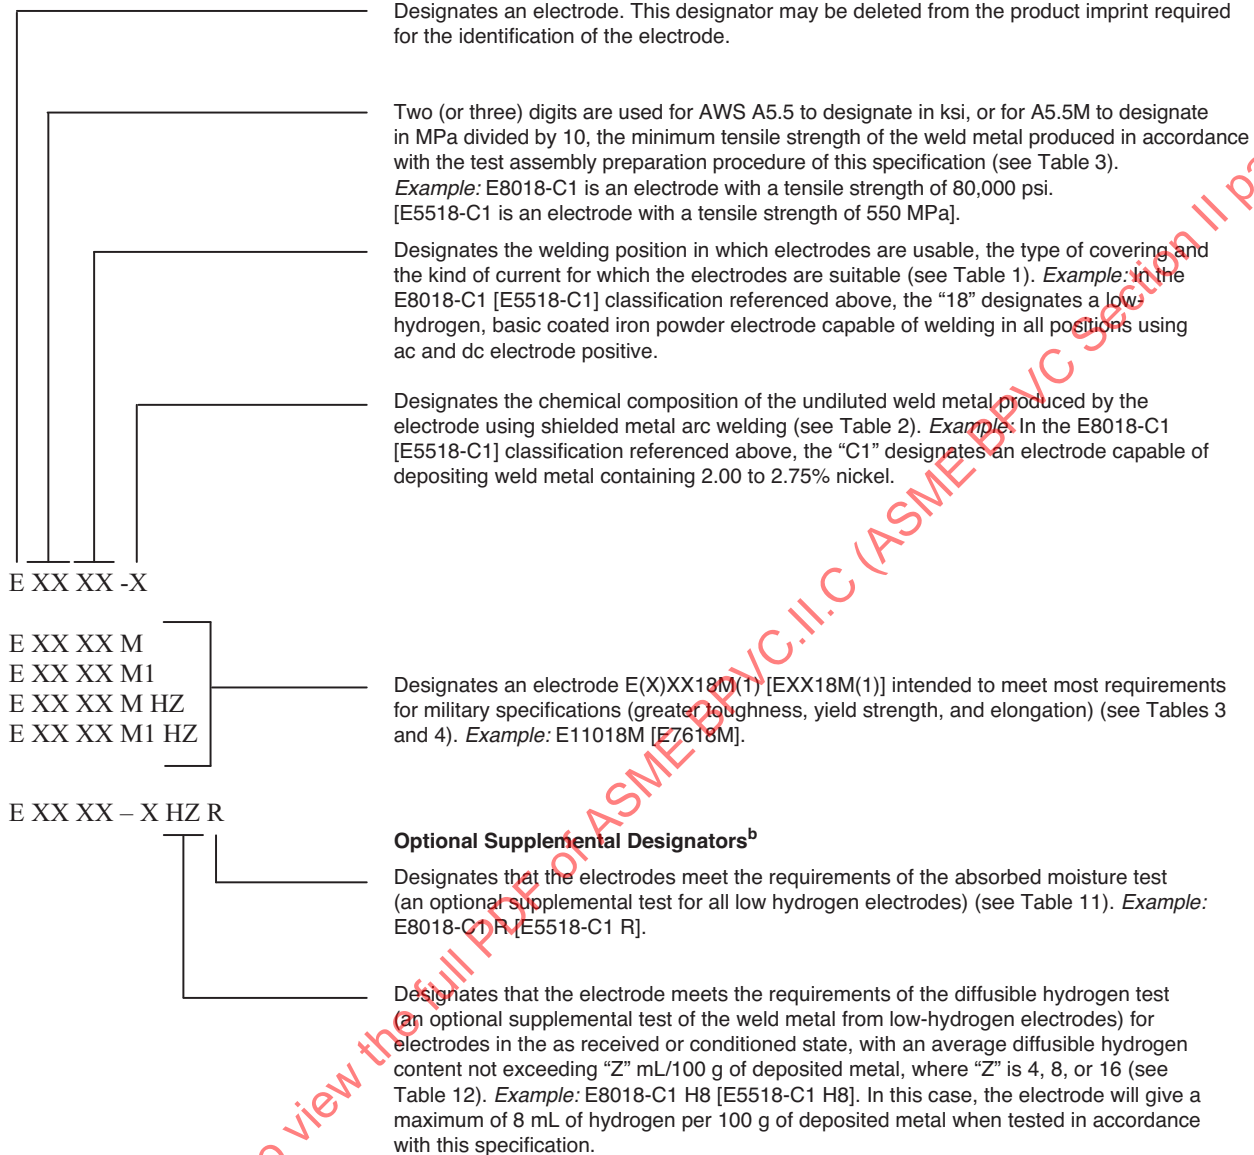 Designates an electrode. This designator may be deleted from the product imprint required
for the identification of the electrode.
Two (or three) digits are used for AWS A5.5 to designate in ksi, or for A5.5M to designate
in MPa divided by 10, the minimum tensile strength of the weld metal produced in accordance
with the test assembly preparation procedure of this specification (see Table 3).
Example: E8018-C1 is an electrode with a tensile strength of 80,000 psi.
[E5518-C1 is an electrode with a tensile strength of 550 MPa].
Designates the welding position in which electrodes are usable, the type of covering and
the kind of current for which the electrodes are suitable (see Table 1). Example: In the
E8018-C1 [E5518-C1] classification referenced above, the “18” designates a low-
hydrogen, basic coated iron powder electrode capable of welding in all positions using
ac and dc electrode positive.
Designates the chemical composition of the undiluted weld metal produced by the
electrode using shielded metal arc welding (see Table 2). Example: In the E8018-C1
[E5518-C1] classification referenced above, the “C1” designates an electrode capable of
depositing weld metal containing 2.00 to 2.75% nickel.
E XX XX -X
E XX XX M
E XX XX M1
E XX XX M HZ
E XX XX M1 HZ
Designates an electrode E(X)XX18M(1) [EXX18M(1)] intended to meet most requirements
for military specifications (greater toughness, yield strength, and elongation) (see Tables 3
and 4). Example: E11018M [E7618M].
E XX XX – X HZ R
Optional Supplemental Designatorsᵇ
Designates that the electrodes meet the requirements of the absorbed moisture test
(an optional supplemental test for all low hydrogen electrodes) (see Table 11). Example:
E8018-C1 R [E5518-C1 R].
Designates that the electrode meets the requirements of the diffusible hydrogen test
(an optional supplemental test of the weld metal from low-hydrogen electrodes) for
electrodes in the as received or conditioned state, with an average diffusible hydrogen
content not exceeding “Z” mL/100 g of deposited metal, where “Z” is 4, 8, or 16 (see
Table 12). Example: E8018-C1 H8 [E5518-C1 H8]. In this case, the electrode will give a
maximum of 8 mL of hydrogen per 100 g of deposited metal when tested in accordance
with this specification.
view the full PDF of ASME BPVC.II.C (ASME BPVC Section II